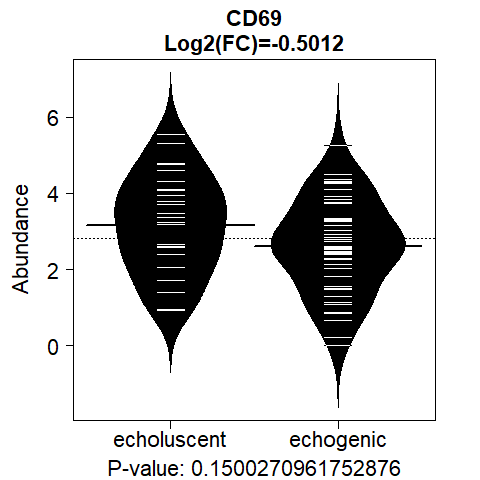 CD69
Log2(FC)=-0.5012
Abundance
6
4
2
0
echoluscent echogenic
P-value: 0.1500270961752876